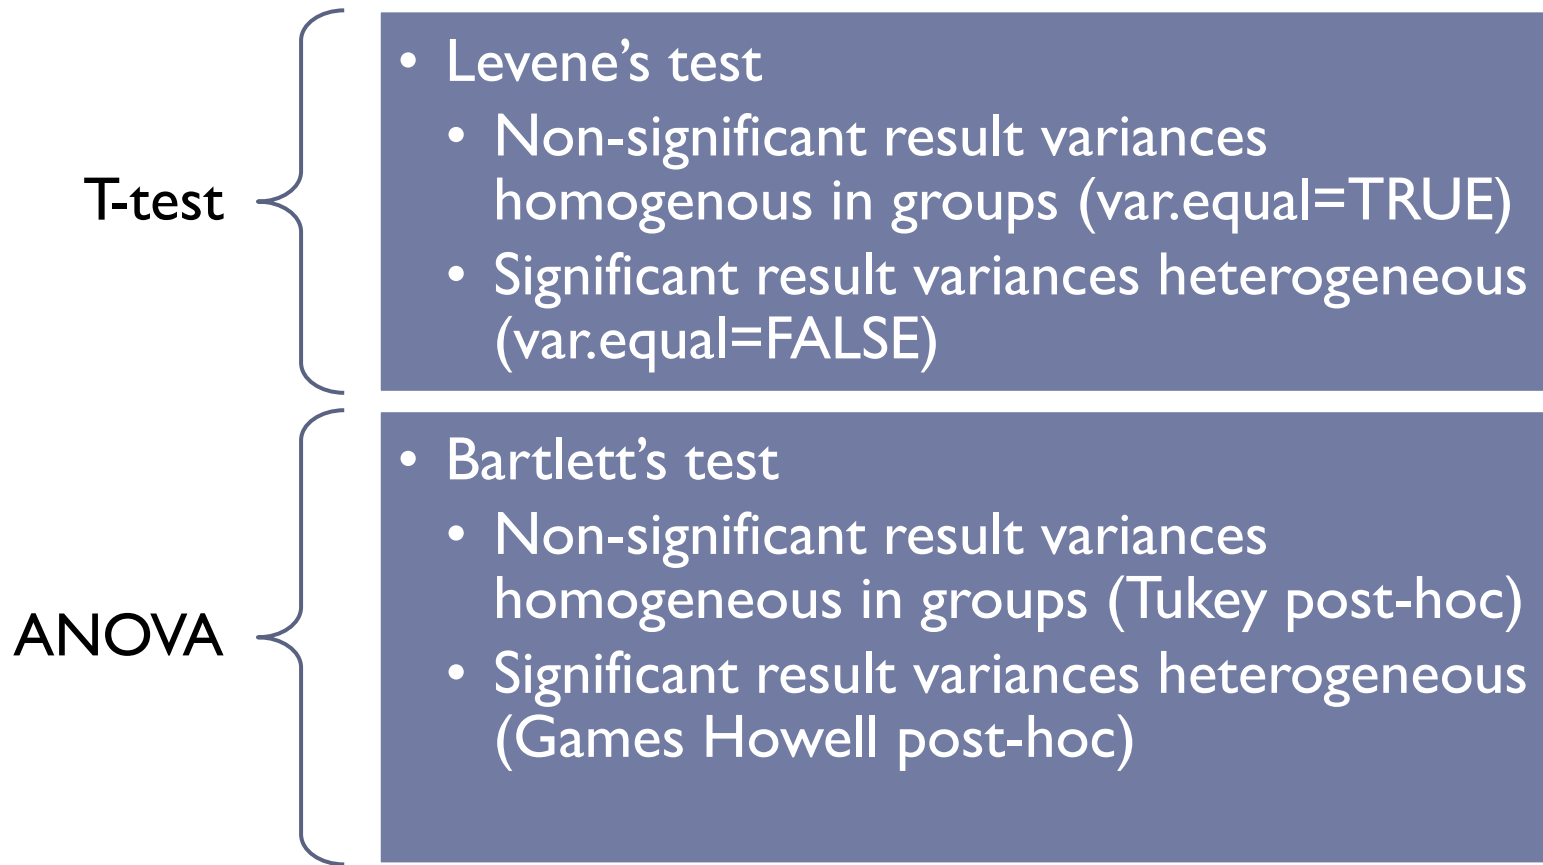 T-test
• Levene’s test
• Non-significant result variances
homogenous in groups (var.equal=TRUE)
• Significant result variances heterogeneous
(var.equal=FALSE)
ANOVA
• Bartlett’s test
• Non-significant result variances
homogeneous in groups (Tukey post-hoc)
• Significant result variances heterogeneous
(Games Howell post-hoc)